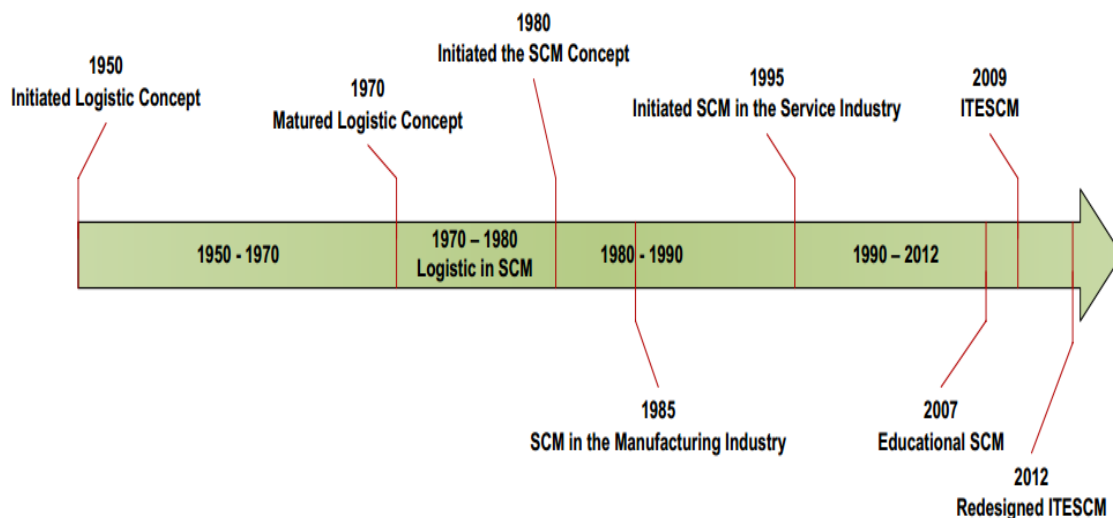 1980
Initiated the SCM Concept
1950
Initiated Logistic Concept
1970
Matured Logistic Concept
1995
Initiated SCM in the Service Industry
2009
ITESCM
1950 - 1970
1970 – 1980
Logistic in SCM
1980 - 1990
1990 – 2012
1985
SCM in the Manufacturing Industry
2007
Educational SCM
2012
Redesigned ITESCM